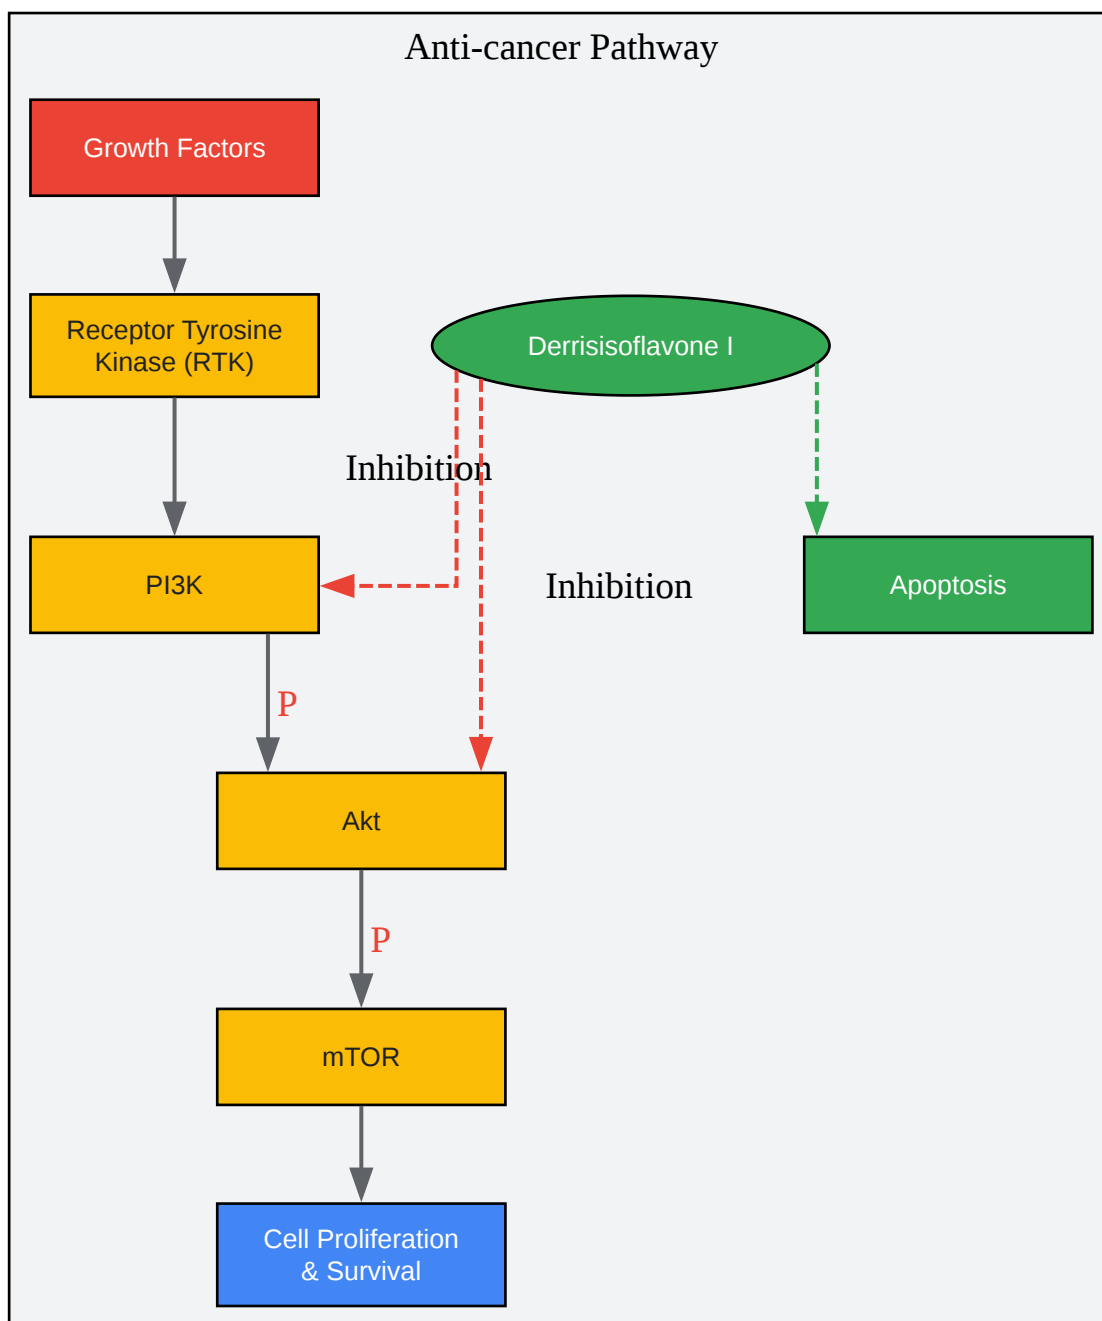 Anti-cancer Pathway
Growth Factors
Receptor Tyrosine
Kinase (RTK)
Derrisisoflavone I
Inhibition
PI3K
Inhibition
Apoptosis
P
Akt
P
mTOR
Cell Proliferation
& Survival